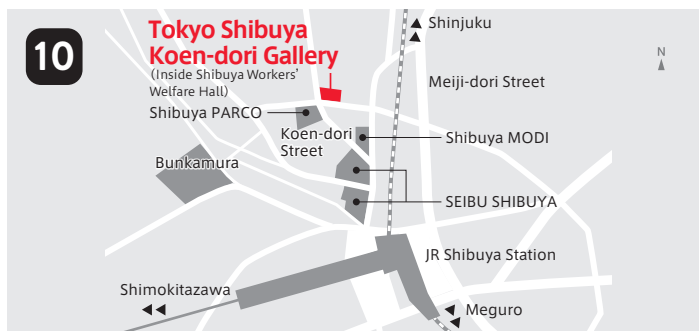 10
Tokyo Shibuya
Koen-dori Gallery
(Inside Shibuya Workers'
Welfare Hall)
Shibuya PARCO
Koen-dori
Street
Bunkamura
Shinjuku
N
Meiji-dori Street
Shibuya MODI
SEIBU SHIBUYA
JR Shibuya Station
Shimokitazawa
Meguro